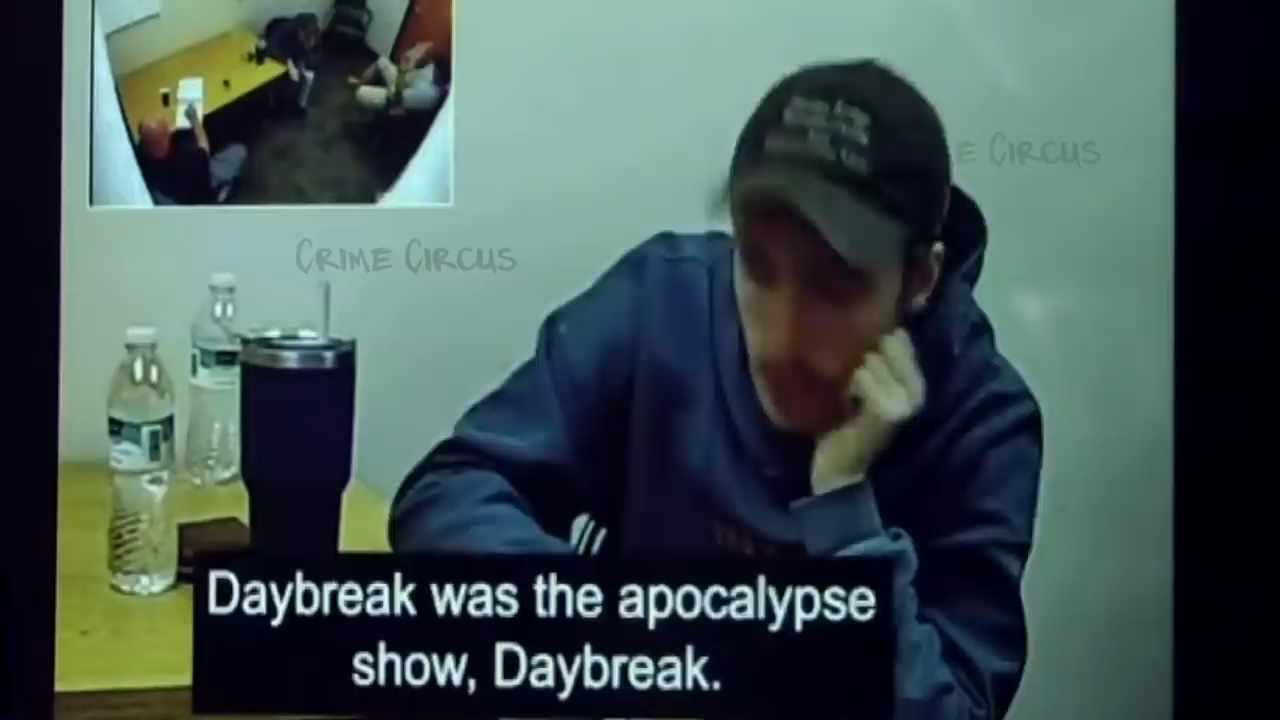 E CIRCUS
CRIME CIRCUS
Daybreak was the apocalypse
show, Daybreak.